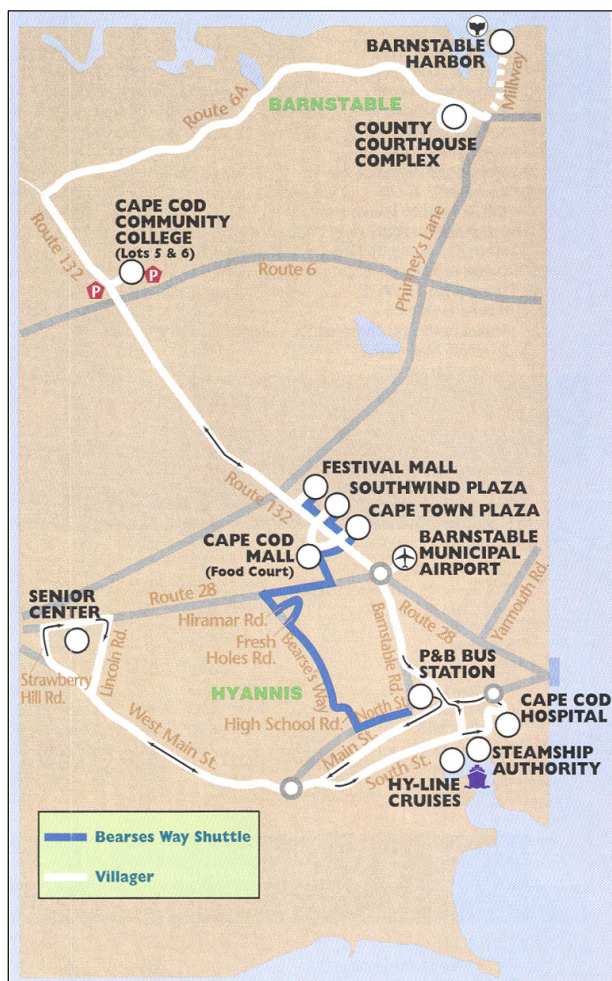 BARNSTABLE
HARBOR
Millway
Route 6A
BARNSTABLE
COUNTY
COURTHOUSE
COMPLEX
CAPE COD
COMMUNITY
COLLEGE
(Lots 5 & 6)
P
P
Route 132
Route 6
Phinney's Lane
FESTIVAL MALL
SOUTHWIND PLAZA
CAPE TOWN PLAZA
Route 132
CAPE COD
MALL
(Food Court)
BARNSTABLE
MUNICIPAL
AIRPORT
SENIOR
CENTER
Route 28
Route 28
Yarmouth Rd.
Hiramar Rd.
Fresh
Holes Rd.
Bearse's Way
Barnstable Rd.
Lincoln Rd.
Strawberry
Hill Rd.
P&B BUS
STATION
HYANNIS
North St.
High School Rd.
CAPE COD
HOSPITAL
West Main St.
Main St.
South St.
STEAMSHIP
AUTHORITY
HY-LINE
CRUISES
Bearses Way Shuttle
Villager